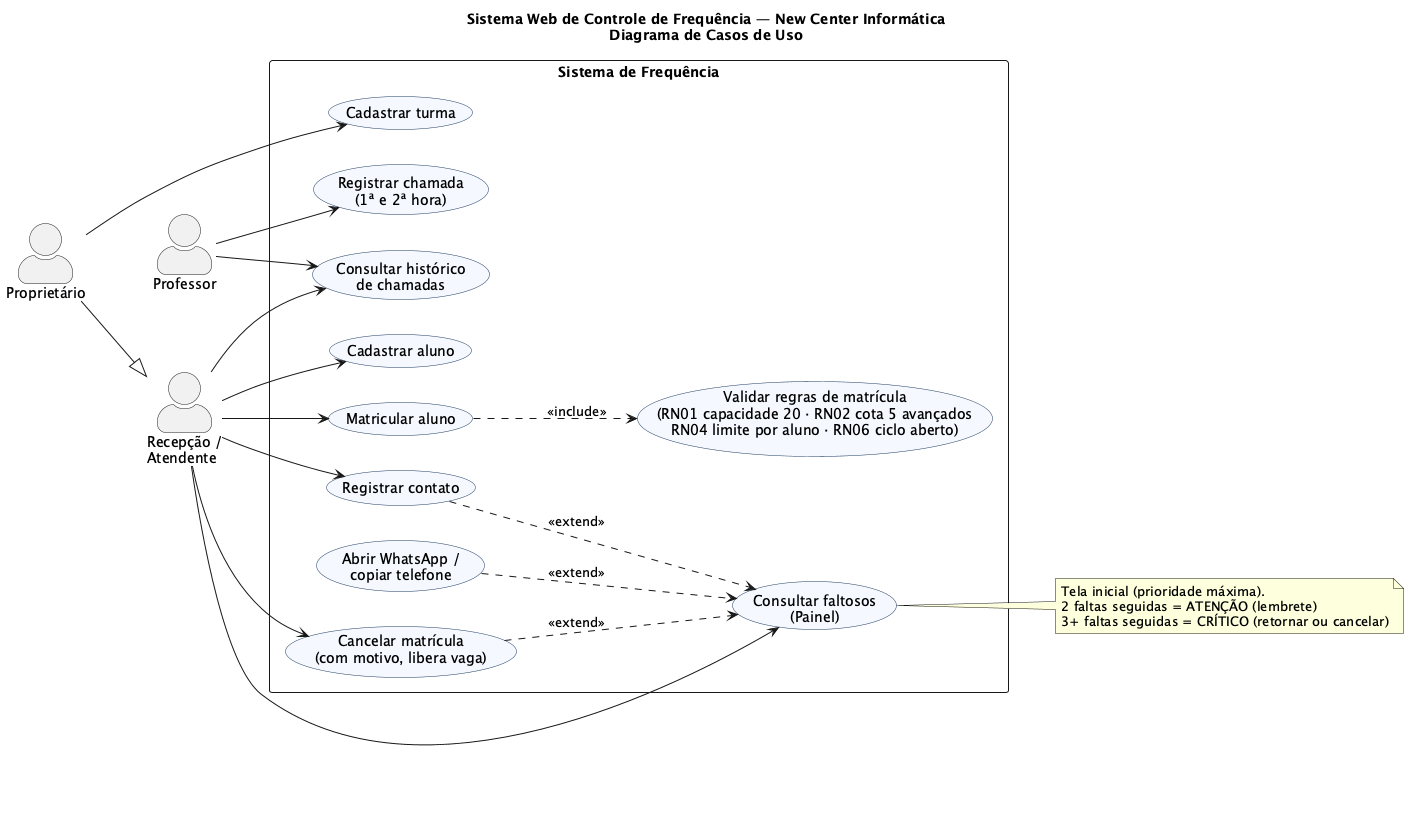 Sistema Web de Controle de Frequência — New Center Informática
Diagrama de Casos de Uso
Sistema de Frequência
Cadastrar turma
Registrar chamada
(1ª e 2ª hora)
Proprietário
Professor
Consultar histórico
de chamadas
Cadastrar aluno
Recepção /
Atendente
Matricular aluno
«include»
Validar regras de matrícula
(RN01 capacidade 20 · RN02 cota 5 avançados
RN04 limite por aluno · RN06 ciclo aberto)
Registrar contato
«extend»
Abrir WhatsApp /
copiar telefone
«extend»
Cancelar matrícula
(com motivo, libera vaga)
«extend»
Consultar faltosos
(Painel)
Tela inicial (prioridade máxima).
2 faltas seguidas = ATENÇÃO (lembrete)
3+ faltas seguidas = CRÍTICO (retornar ou cancelar)